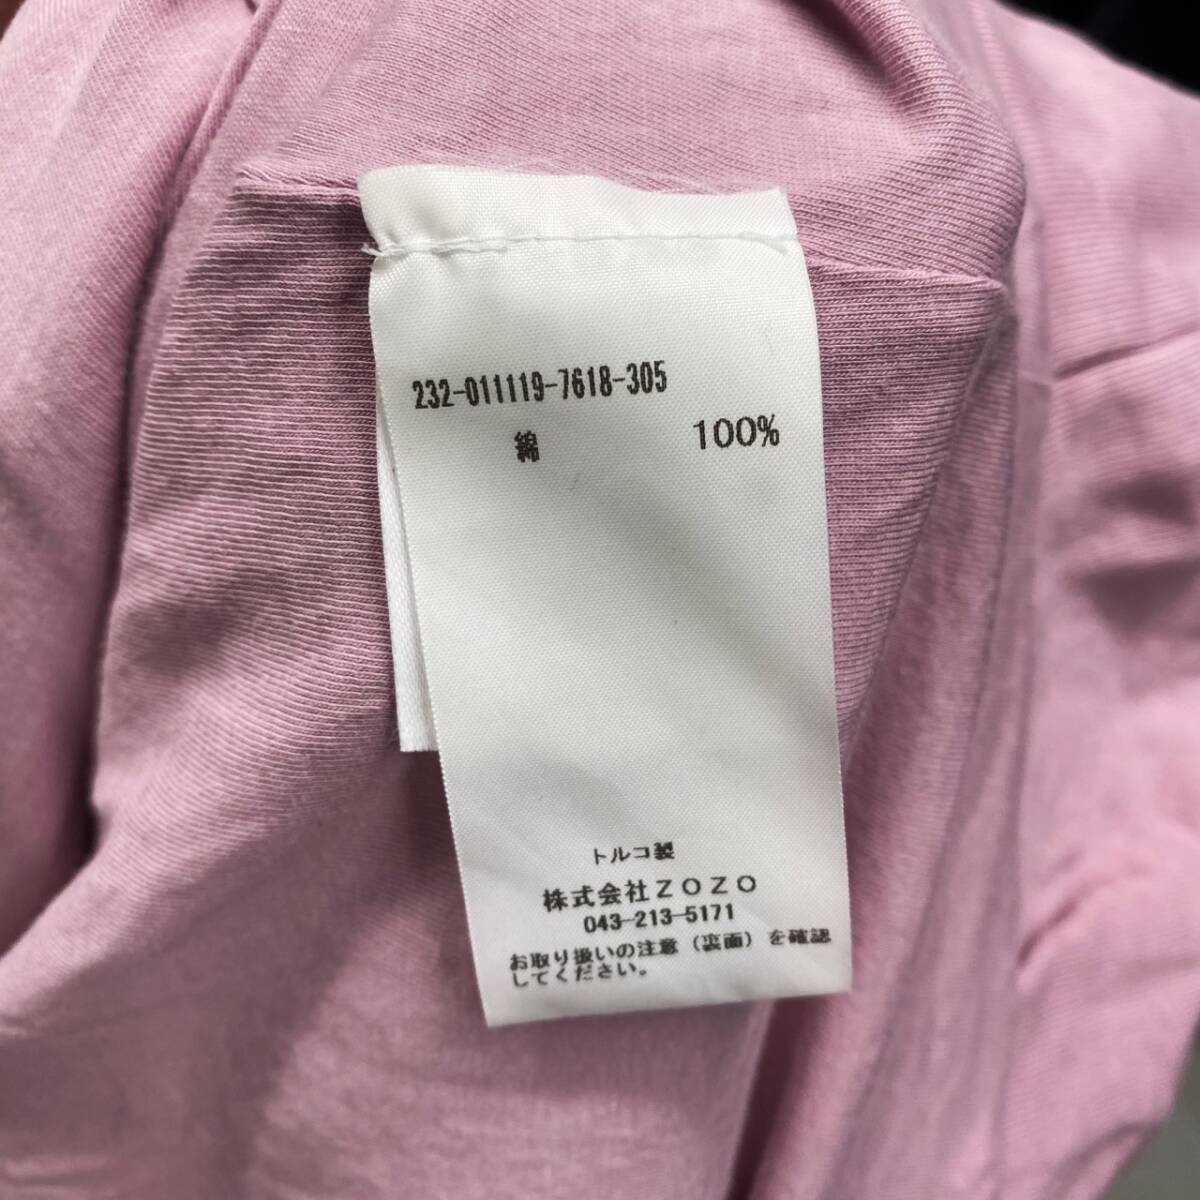 232-011119-7618-305
綿 100%
トルコ製
株式会社ZOZO
043-213-5171
お取り扱いの注意（裏面）を確認
してください。